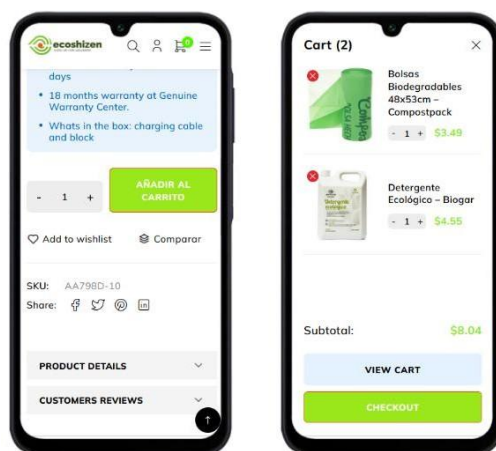 ecoshizen
0
days
• 18 months warranty at Genuine
Warranty Center.
• Whats in the box: charging cable
and block
- 1 +
AÑADIR AL
CARRITO
Add to wishlist
Comparar
SKU: AA798D-10
Share:
PRODUCT DETAILS
CUSTOMERS REVIEWS
Cart (2)
Bolsas
Biodegradables
48x53cm –
Compostpack
- 1 + $3.49
Detergente
Ecológico – Biogar
- 1 + $4.55
Subtotal: $8.04
VIEW CART
CHECKOUT